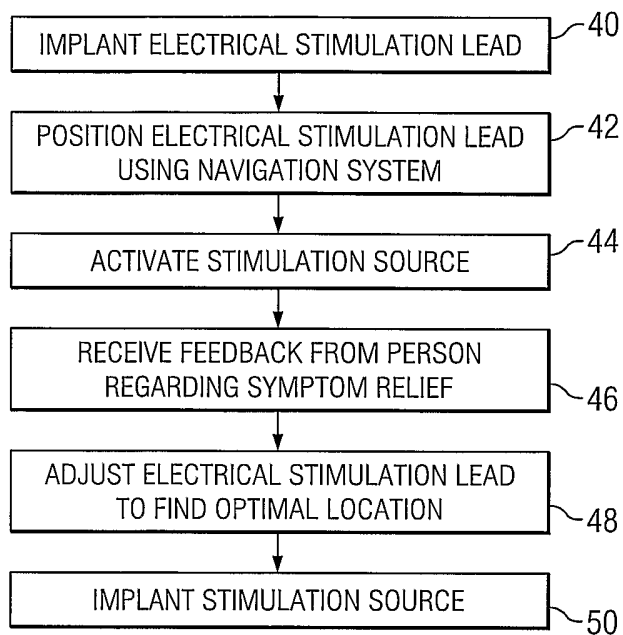 IMPLANT ELECTRICAL STIMULATION LEAD
40
POSITION ELECTRICAL STIMULATION LEAD
USING NAVIGATION SYSTEM
42
ACTIVATE STIMULATION SOURCE
44
RECEIVE FEEDBACK FROM PERSON
REGARDING SYMPTOM RELIEF
46
ADJUST ELECTRICAL STIMULATION LEAD
TO FIND OPTIMAL LOCATION
48
IMPLANT STIMULATION SOURCE
50